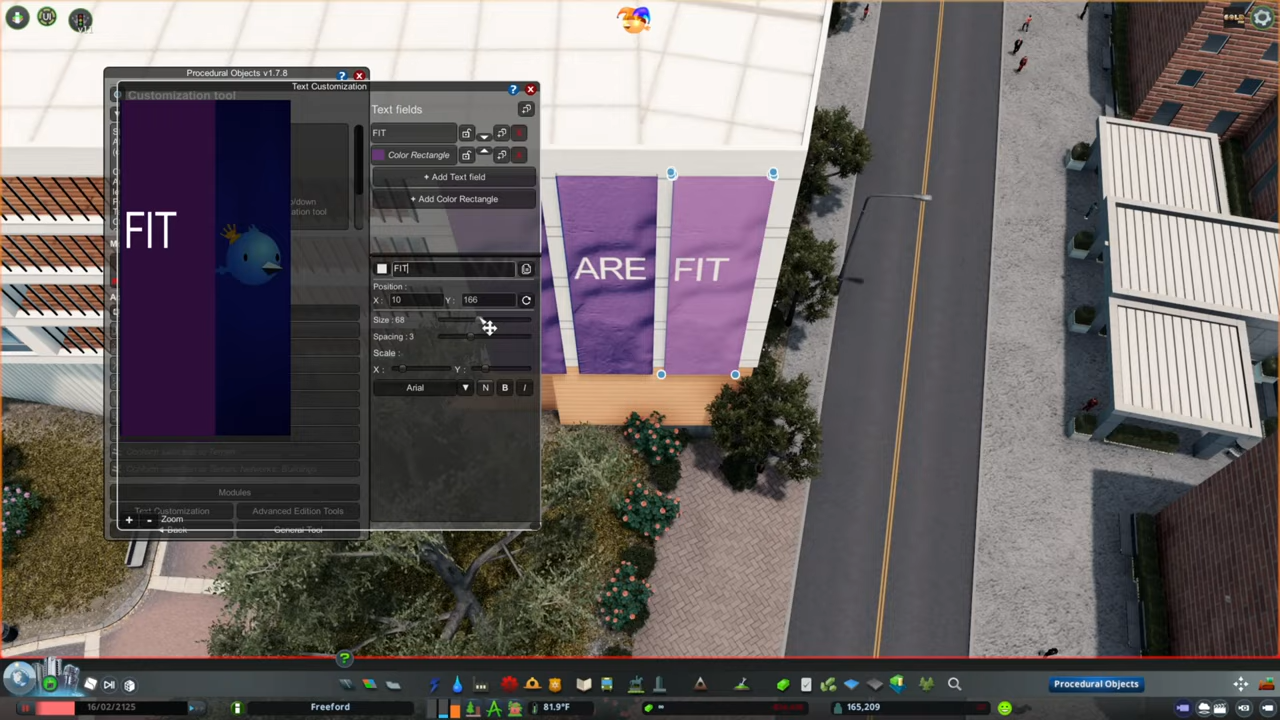 Procedural Objects v1.7.8
?
Text Customization
?
Customization tool
Text fields
FIT
Color Rectangle
+ Add Text field
+ Add Color Rectangle
FIT
FIT
Position :
X : 10 Y : 166
Size : 68
Spacing : 3
Scale :
X : Y :
Arial ▼ N B I
ARE FIT
Modules
Text Customization Advanced Edition Tools
◄ Back General Tool
+ - Zoom
?
Procedural Objects
16/02/2125
Freeford
81.9°F
165,209